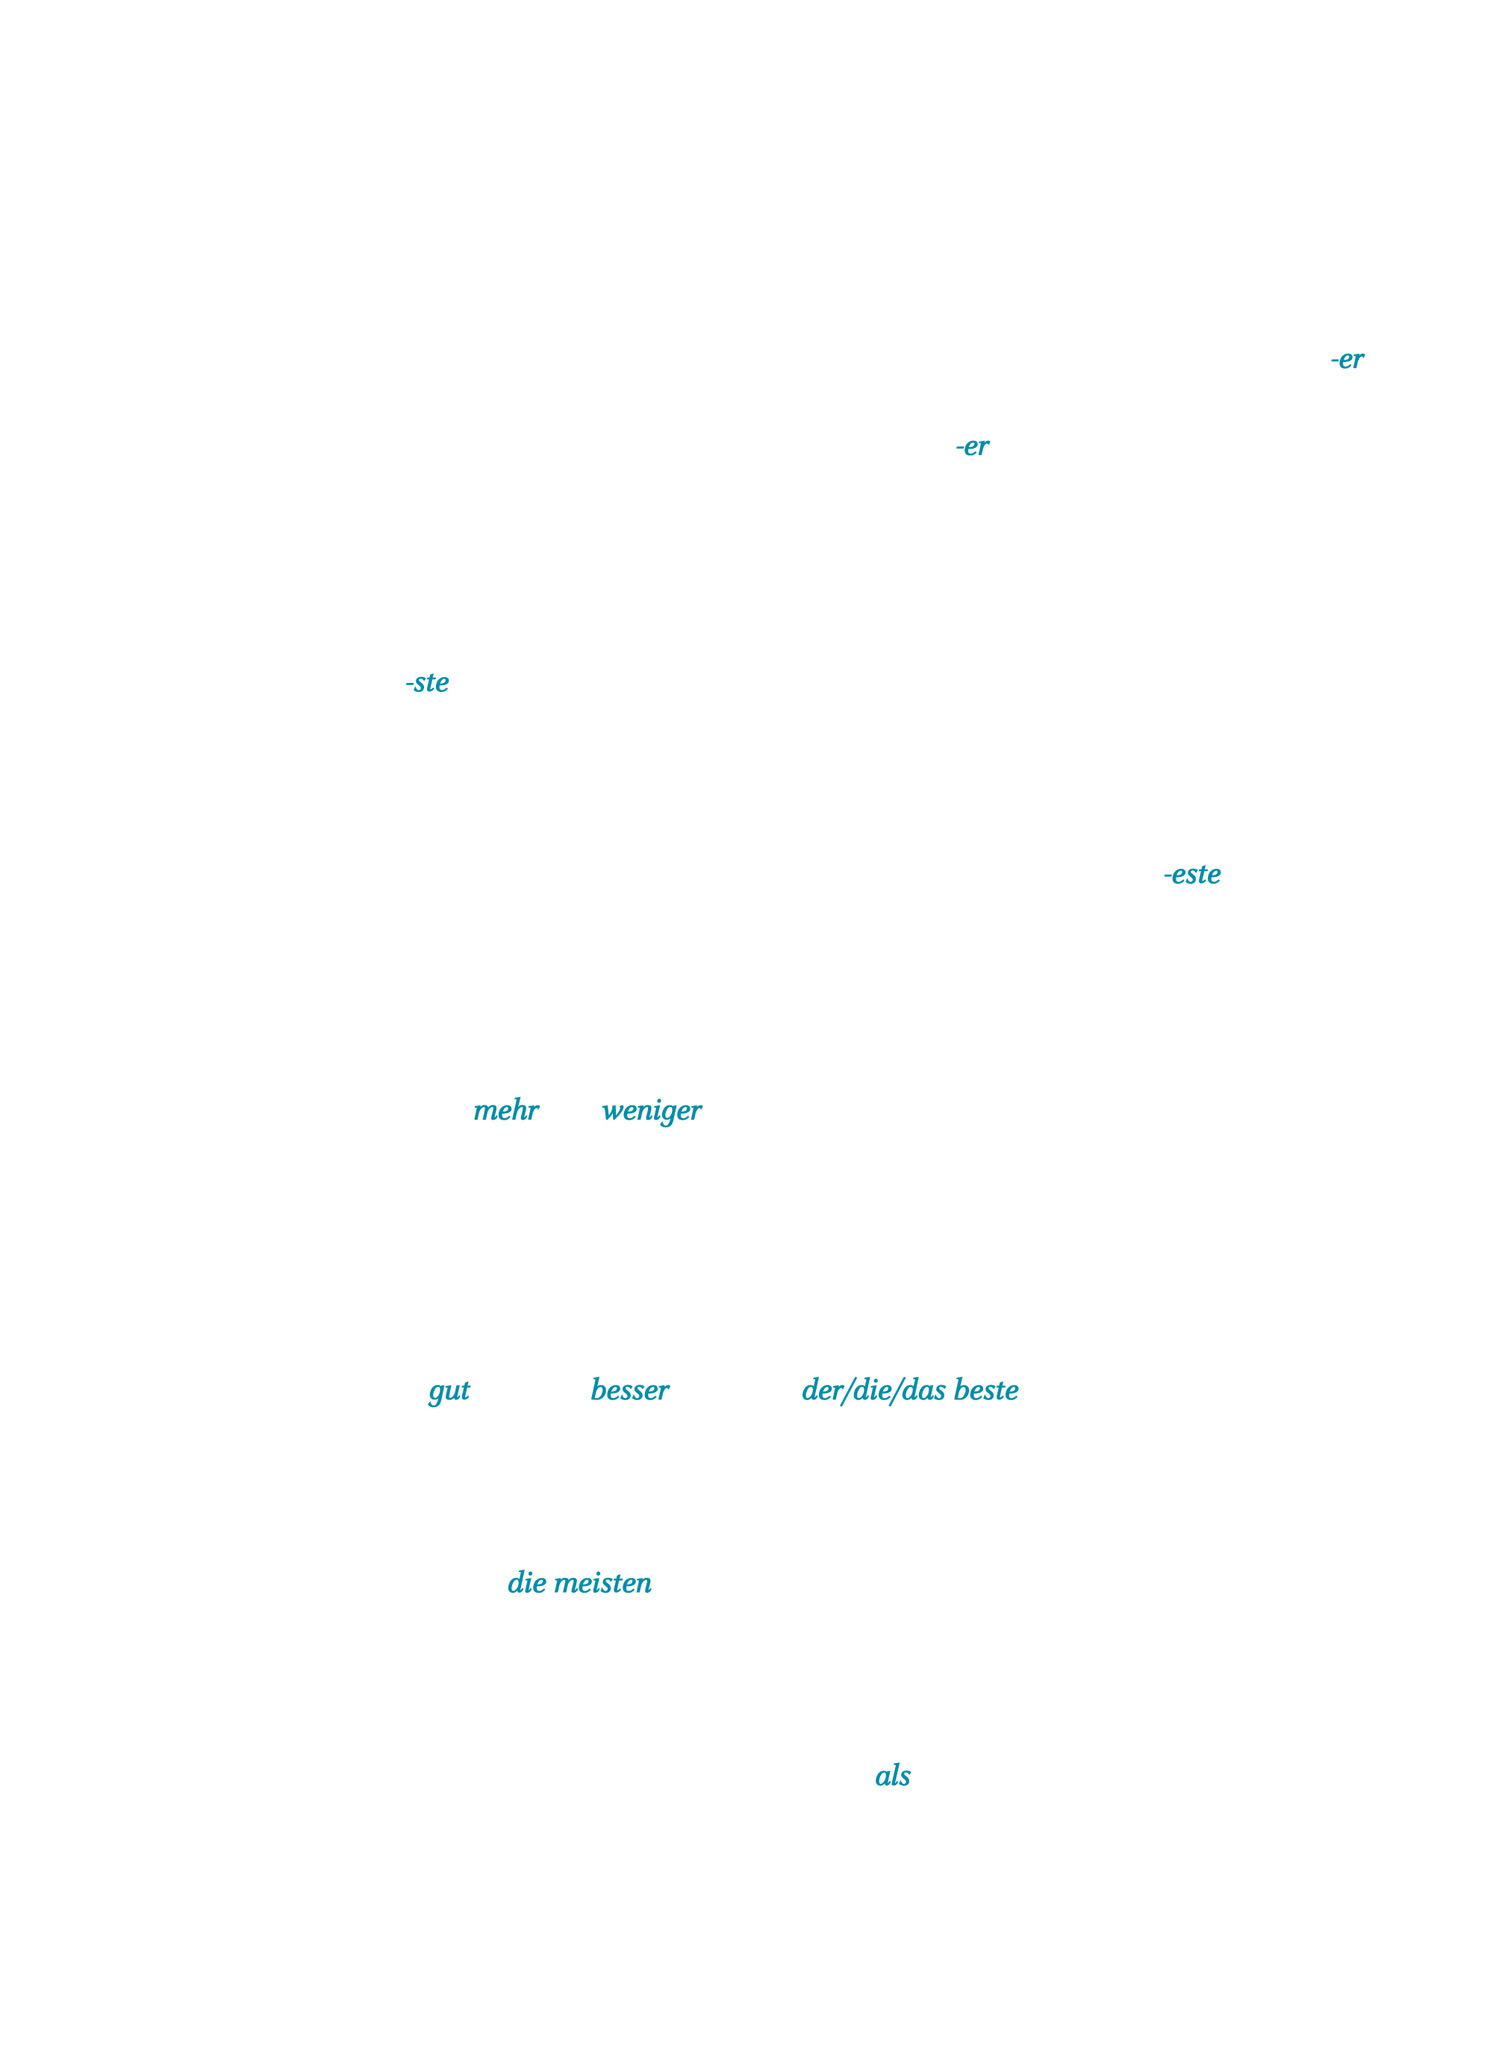 -er
-er
-ste
-este
mehr weniger
gut besser der/die/das beste
die meisten
als